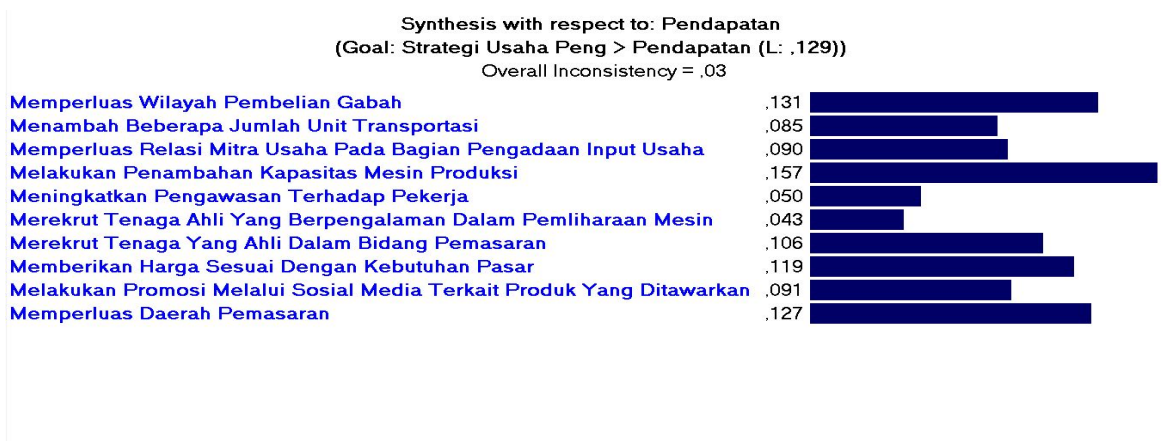 Synthesis with respect to: Pendapatan
(Goal: Strategi Usaha Peng > Pendapatan (L: ,129))
Overall Inconsistency = ,03
Memperluas Wilayah Pembelian Gabah ,131
Menambah Beberapa Jumlah Unit Transportasi ,085
Memperluas Relasi Mitra Usaha Pada Bagian Pengadaan Input Usaha ,090
Melakukan Penambahan Kapasitas Mesin Produksi ,157
Meningkatkan Pengawasan Terhadap Pekerja ,050
Merekrut Tenaga Ahli Yang Berpengalaman Dalam Pemliharaan Mesin ,043
Merekrut Tenaga Yang Ahli Dalam Bidang Pemasaran ,106
Memberikan Harga Sesuai Dengan Kebutuhan Pasar ,119
Melakukan Promosi Melalui Sosial Media Terkait Produk Yang Ditawarkan ,091
Memperluas Daerah Pemasaran ,127